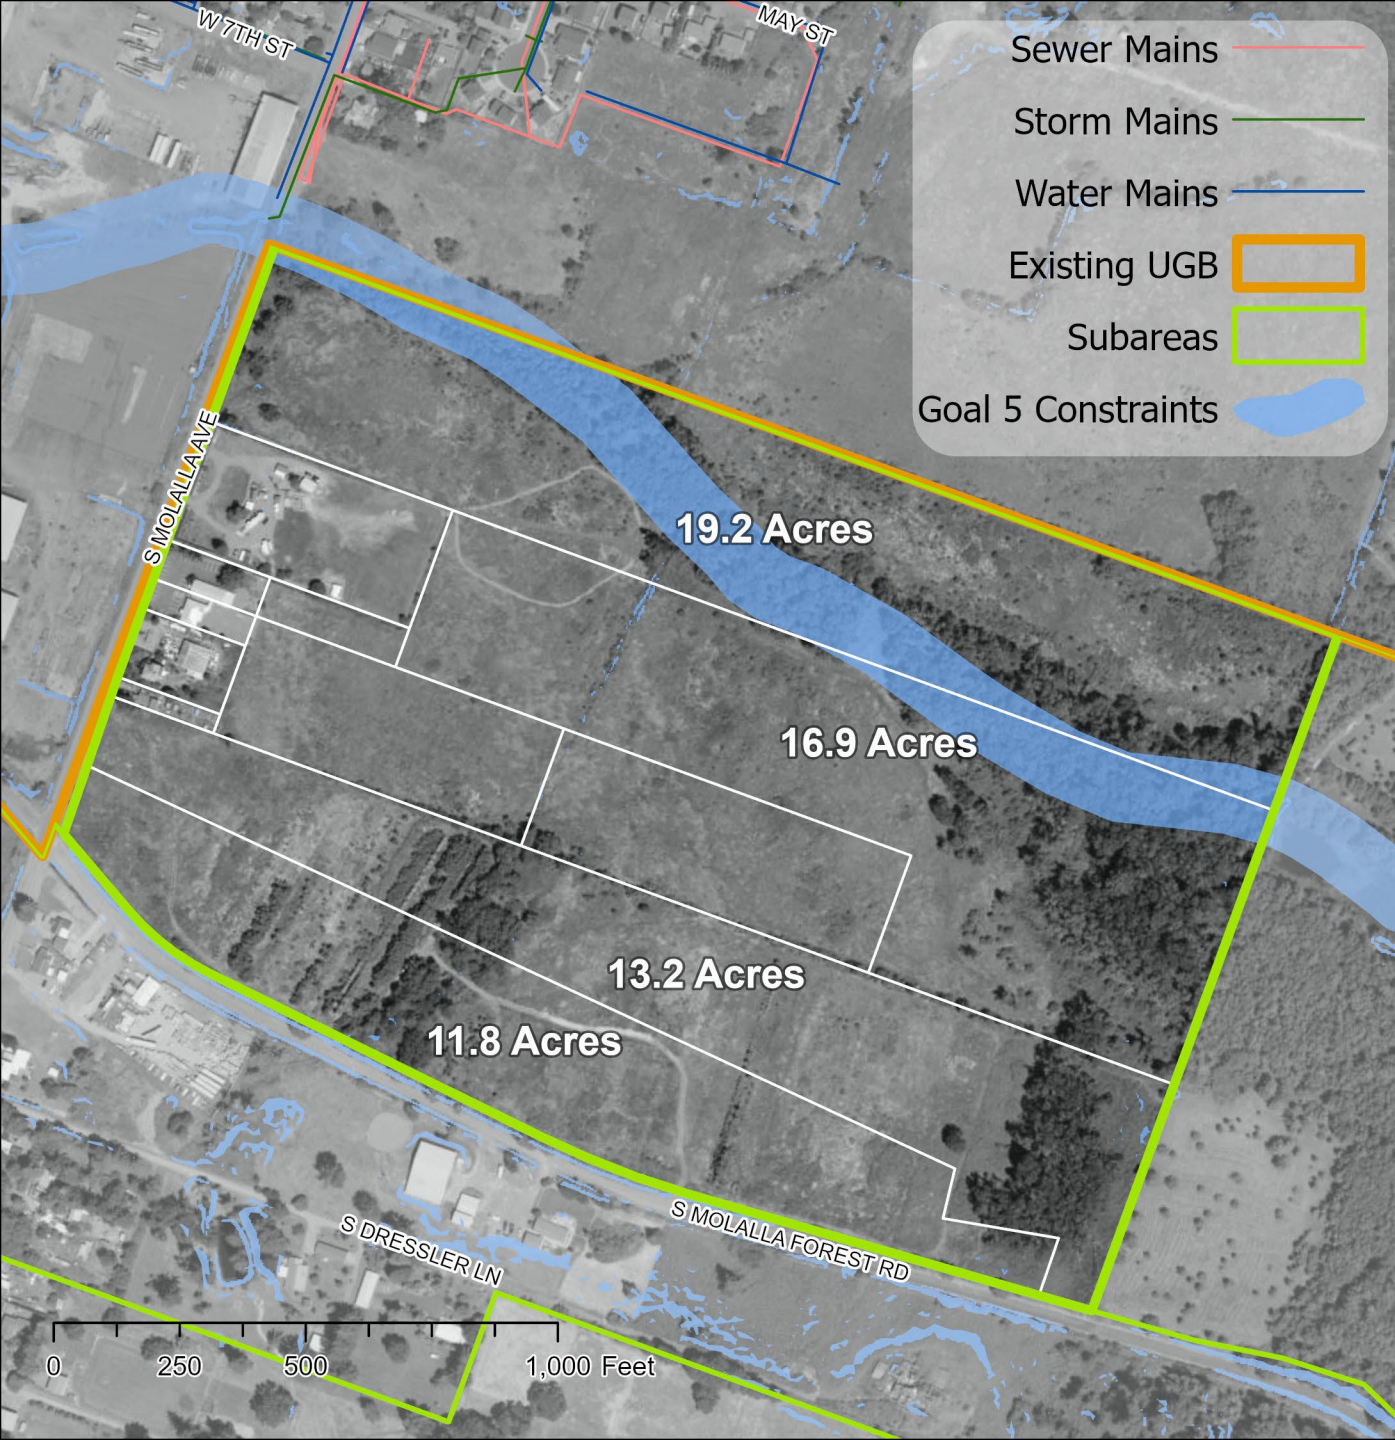 W 7TH ST
MAY ST
Sewer Mains
Storm Mains
Water Mains
Existing UGB
Subareas
Goal 5 Constraints
S MOLALLA AVE
19.2 Acres
16.9 Acres
13.2 Acres
11.8 Acres
S MOLALLA FOREST RD
S DRESSLER LN
0 250 500 1,000 Feet